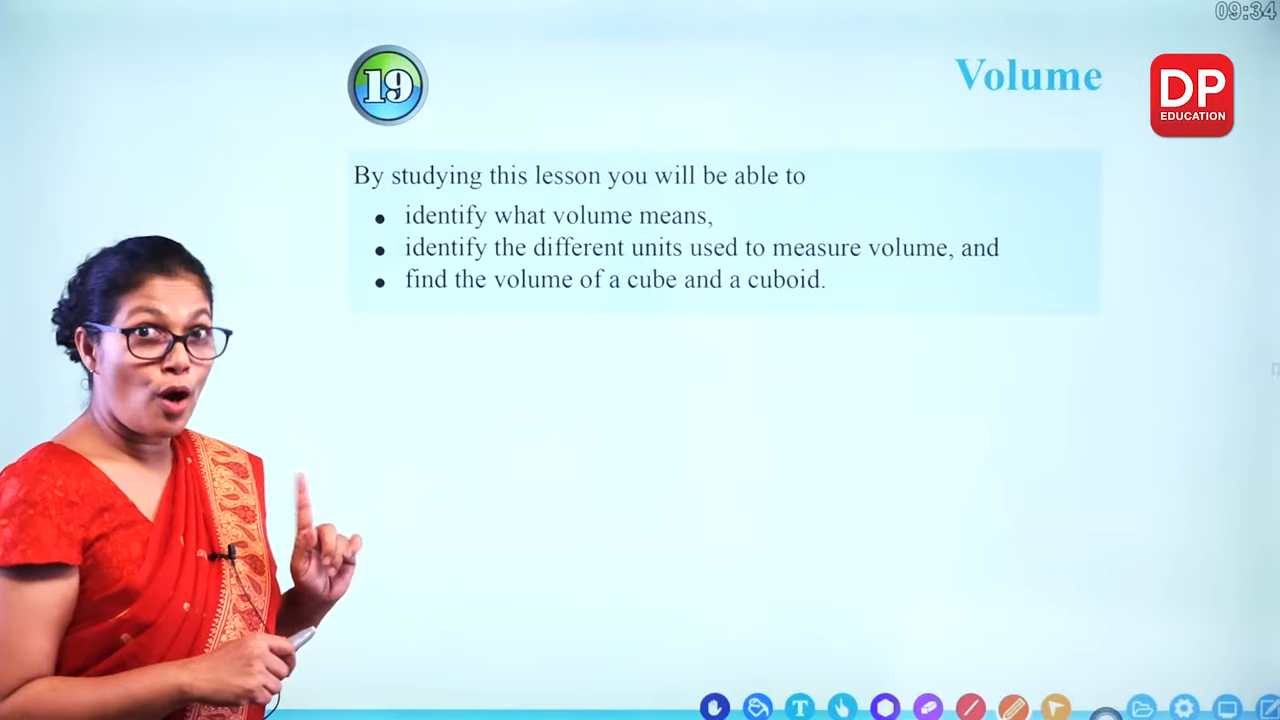 09:34
19
Volume
DP
EDUCATION
By studying this lesson you will be able to
• identify what volume means,
• identify the different units used to measure volume, and
• find the volume of a cube and a cuboid.
T